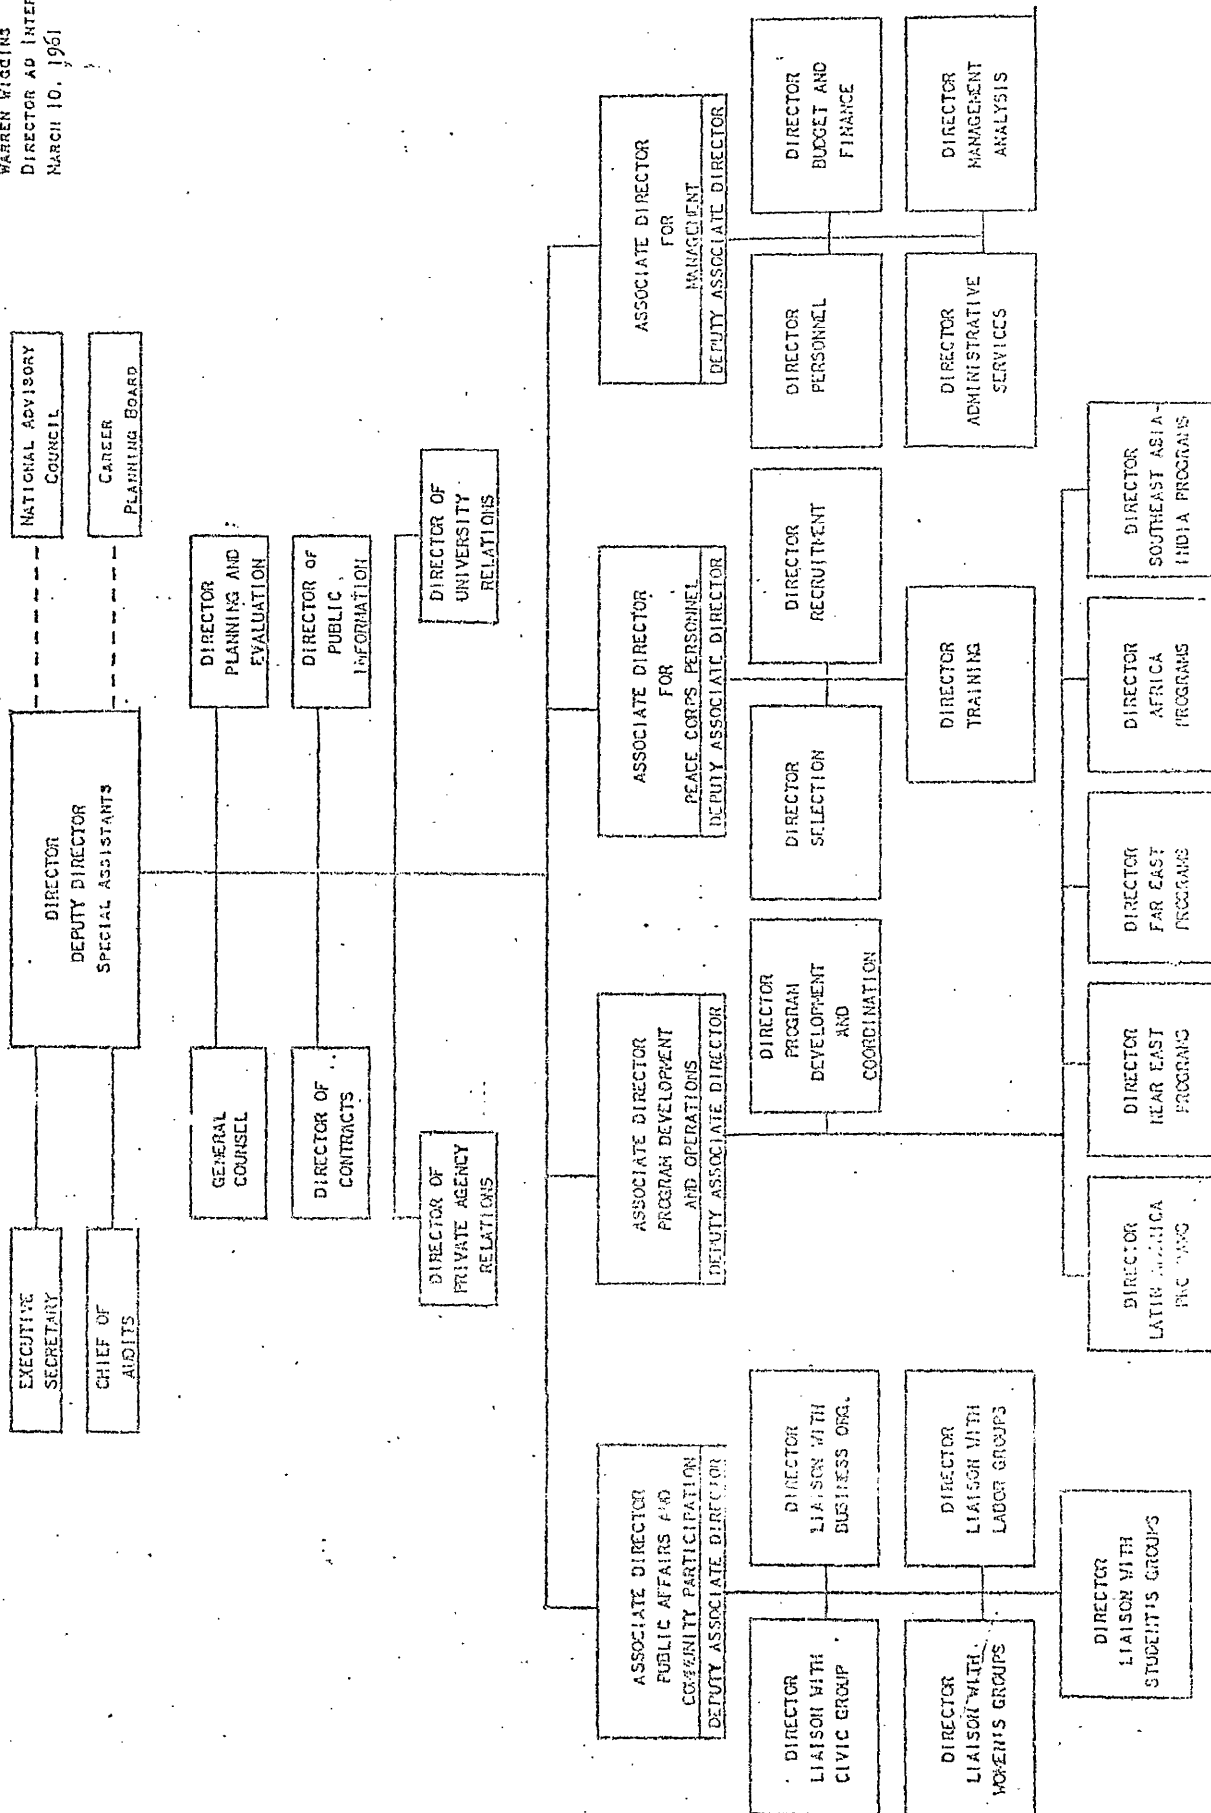 WARREN WIGGINS
DIRECTOR AD INTER
MARCH 10, 1961
EXECUTIVE
SECRETARY
CHIEF OF
AUDITS
DIRECTOR
DEPUTY DIRECTOR
SPECIAL ASSISTANTS
NATIONAL ADVISORY
COUNCIL
CAREER
PLANNING BOARD
GENERAL
COUNSEL
DIRECTOR
PLANNING AND
EVALUATION
DIRECTOR OF
CONTRACTS
DIRECTOR OF
PUBLIC
INFORMATION
DIRECTOR OF
PRIVATE AGENCY
RELATIONS
DIRECTOR OF
UNIVERSITY
RELATIONS
ASSOCIATE DIRECTOR
PUBLIC AFFAIRS AND
COMMUNITY PARTICIPATION
DEPUTY ASSOCIATE DIRECTOR
DIRECTOR
LIAISON WITH
CIVIC GROUP
DIRECTOR
LIAISON WITH
BUSINESS ORG.
DIRECTOR
LIAISON WITH
WOMEN'S GROUPS
DIRECTOR
LIAISON WITH
LABOR GROUPS
DIRECTOR
LIAISON WITH
STUDENTS GROUPS
ASSOCIATE DIRECTOR
PROGRAM DEVELOPMENT
AND OPERATIONS
DEPUTY ASSOCIATE DIRECTOR
DIRECTOR
PROGRAM
DEVELOPMENT
AND
COORDINATION
DIRECTOR
LATIN
DIRECTOR
NEAR EAST
PROGRAMS
DIRECTOR
FAR EAST
PROGRAMS
DIRECTOR
AFRICA
PROGRAMS
DIRECTOR
SOUTHEAST ASIA-
INDIA PROGRAMS
ASSOCIATE DIRECTOR
FOR
PEACE CORPS PERSONNEL
DEPUTY ASSOCIATE DIRECTOR
DIRECTOR
SELECTION
DIRECTOR
RECRUITMENT
DIRECTOR
TRAINING
ASSOCIATE DIRECTOR
FOR
MANAGEMENT
DEPUTY ASSOCIATE DIRECTOR
DIRECTOR
PERSONNEL
DIRECTOR
BUDGET AND
FINANCE
DIRECTOR
ADMINISTRATIVE
SERVICES
DIRECTOR
MANAGEMENT
ANALYSIS